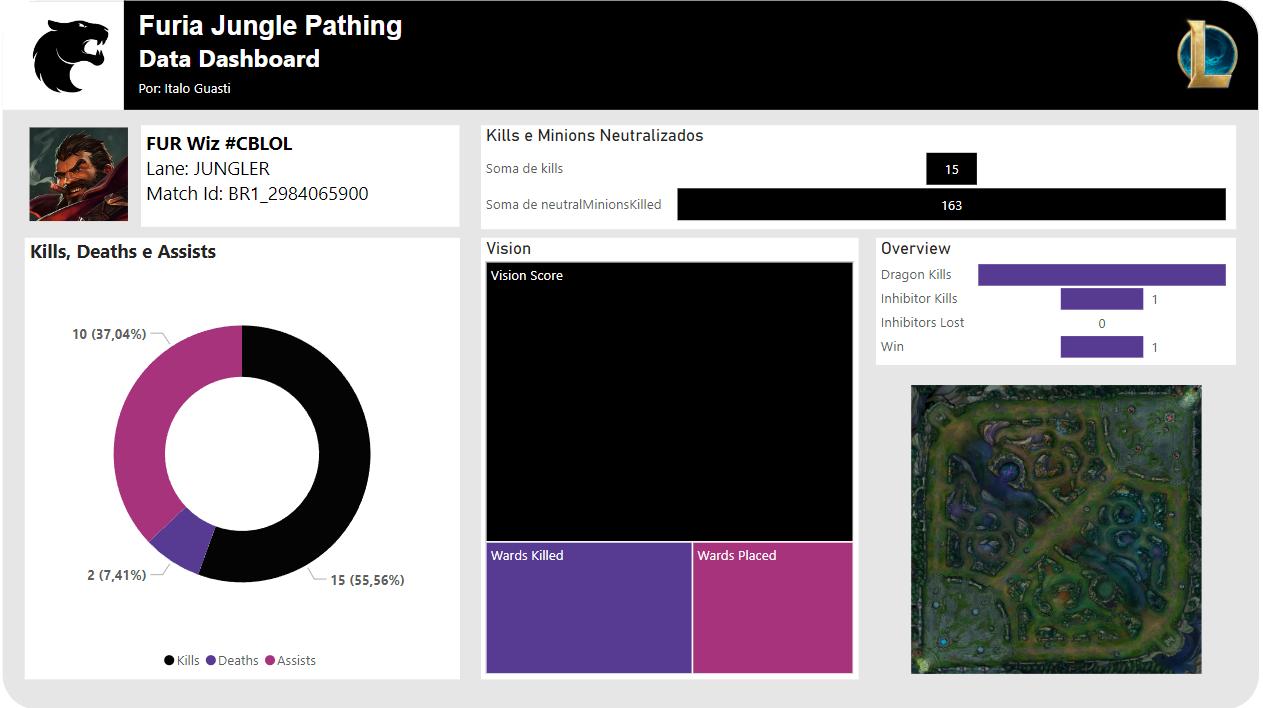 Furia Jungle Pathing
Data Dashboard
Por: Italo Guasti
FUR Wiz #CBLOL
Lane: JUNGLER
Match Id: BR1_2984065900
Kills e Minions Neutralizados
Soma de kills
15
Soma de neutralMinionsKilled
163
Kills, Deaths e Assists
10 (37,04%)
2 (7,41%)
15 (55,56%)
Kills Deaths Assists
Vision
Vision Score
Wards Killed
Wards Placed
Overview
Dragon Kills
Inhibitor Kills
1
Inhibitors Lost
0
Win
1